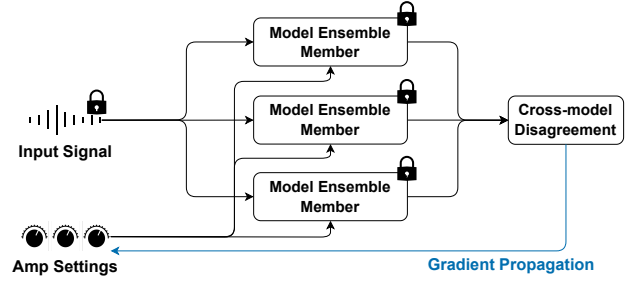 Model Ensemble
Member
Model Ensemble
Member
Model Ensemble
Member
Input Signal
Cross-model
Disagreement
Amp Settings
Gradient Propagation